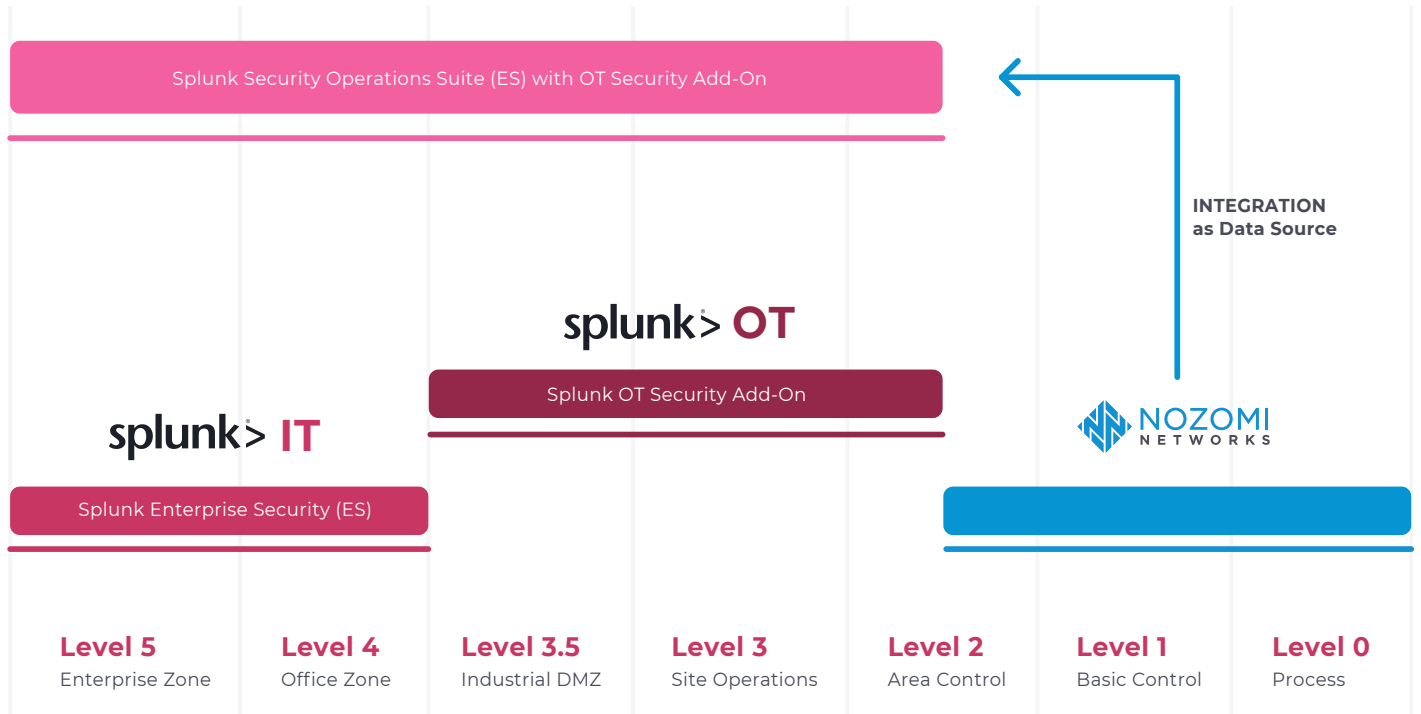 Splunk Security Operations Suite (ES) with OT Security Add-On
INTEGRATION
as Data Source
splunk> OT
Splunk OT Security Add-On
splunk> IT
NOZOMI
NETWORKS
Splunk Enterprise Security (ES)
Level 5
Enterprise Zone
Level 4
Office Zone
Level 3.5
Industrial DMZ
Level 3
Site Operations
Level 2
Area Control
Level 1
Basic Control
Level 0
Process